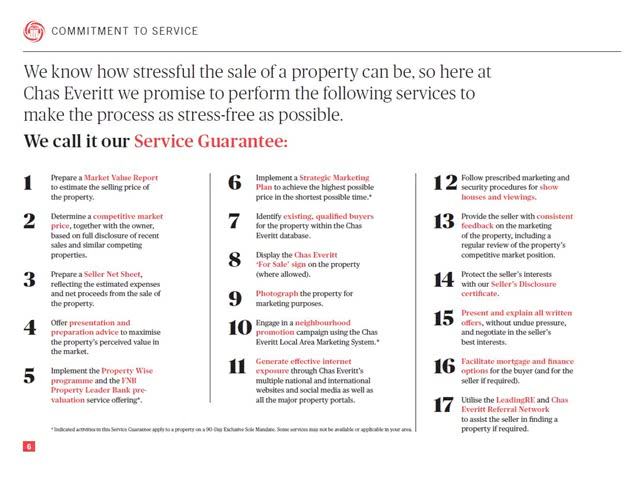 COMMITMENT TO SERVICE
We know how stressful the sale of a property can be, so here at
Chas Everitt we promise to perform the following services to
make the process as stress-free as possible.
We call it our Service Guarantee:
1 Prepare a Market Value Report
to estimate the selling price of
the property.
2 Determine a competitive market
price, together with the owner,
based on full disclosure of recent
sales and similar competing
properties.
3 Prepare a Seller Net Sheet,
reflecting the estimated expenses
and net proceeds from the sale of
the property.
4 Offer presentation and
preparation advice to maximise
the property's perceived value in
the market.
5 Implement the Property Wise
programme and the FNB
Property Leader Bank pre-
valuation service offering*.
6 Implement a Strategic Marketing
Plan to achieve the highest possible
price in the shortest possible time.*
7 Identify existing, qualified buyers
for the property within the Chas
Everitt database.
8 Display the Chas Everitt
'For Sale' sign on the property
(where allowed).
9 Photograph the property for
marketing purposes.
10 Engage in a neighbourhood
promotion campaign using the Chas
Everitt Local Area Marketing System.*
11 Generate effective internet
exposure through Chas Everitt's
multiple national and international
websites and social media as well as
all the major property portals.
12 Follow prescribed marketing and
security procedures for show
houses and viewings.
13 Provide the seller with consistent
feedback on the marketing
of the property, including a
regular review of the property's
competitive market position.
14 Protect the seller's interests
with our Seller's Disclosure
certificate.
15 Present and explain all written
offers, without undue pressure,
and negotiate in the seller's
best interests.
16 Facilitate mortgage and finance
options for the buyer (and for the
seller if required).
17 Utilise the LeadingRE and Chas
Everitt Referral Network
to assist the seller in finding a
property if required.
* Indicated activities in this Service Guarantee apply to a property on a 90-Day Exclusive Sole Mandate. Some services may not be available or applicable in your area.
6